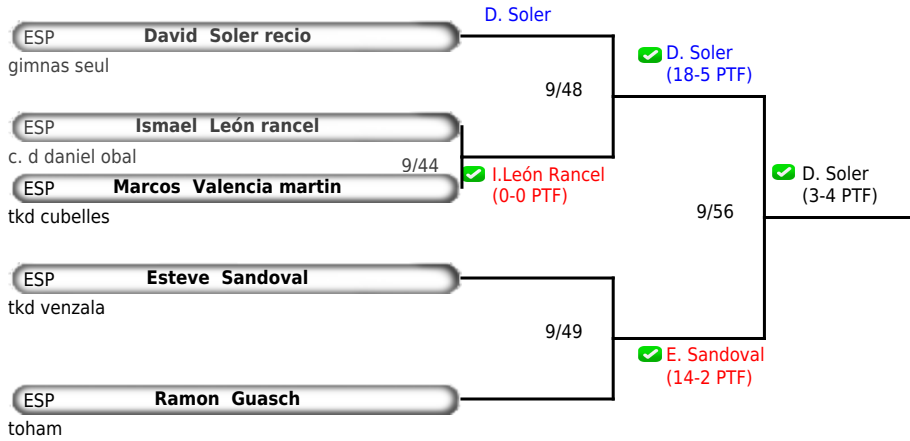 D. Soler
ESP David Soler recio
gimnas seul
D. Soler
(18-5 PTF)
9/48
ESP Ismael León rancel
c. d daniel obal
9/44
I.León Rancel
(0-0 PTF)
ESP Marcos Valencia martin
tkd cubelles
D. Soler
(3-4 PTF)
9/56
ESP Esteve Sandoval
tkd venzala
9/49
E. Sandoval
(14-2 PTF)
ESP Ramon Guasch
toham